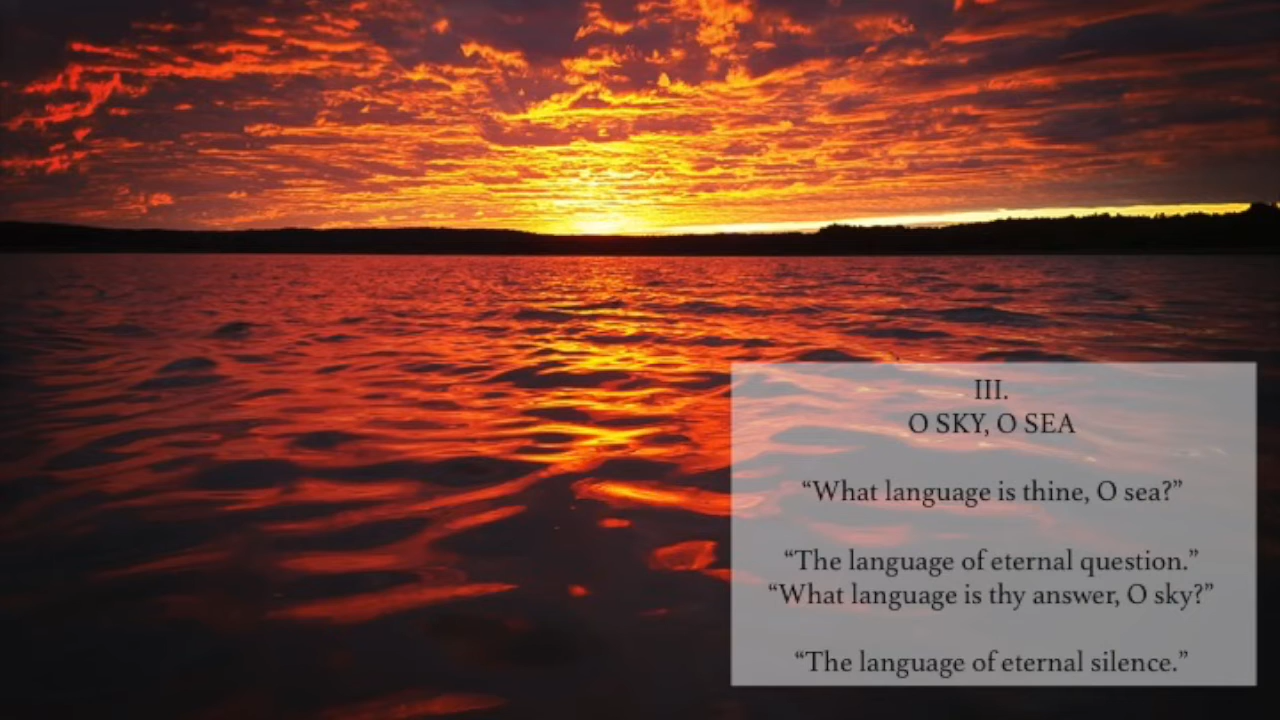 III.
O SKY, O SEA
“What language is thine, O sea?”
“The language of eternal question.”
“What language is thy answer, O sky?”
“The language of eternal silence.”